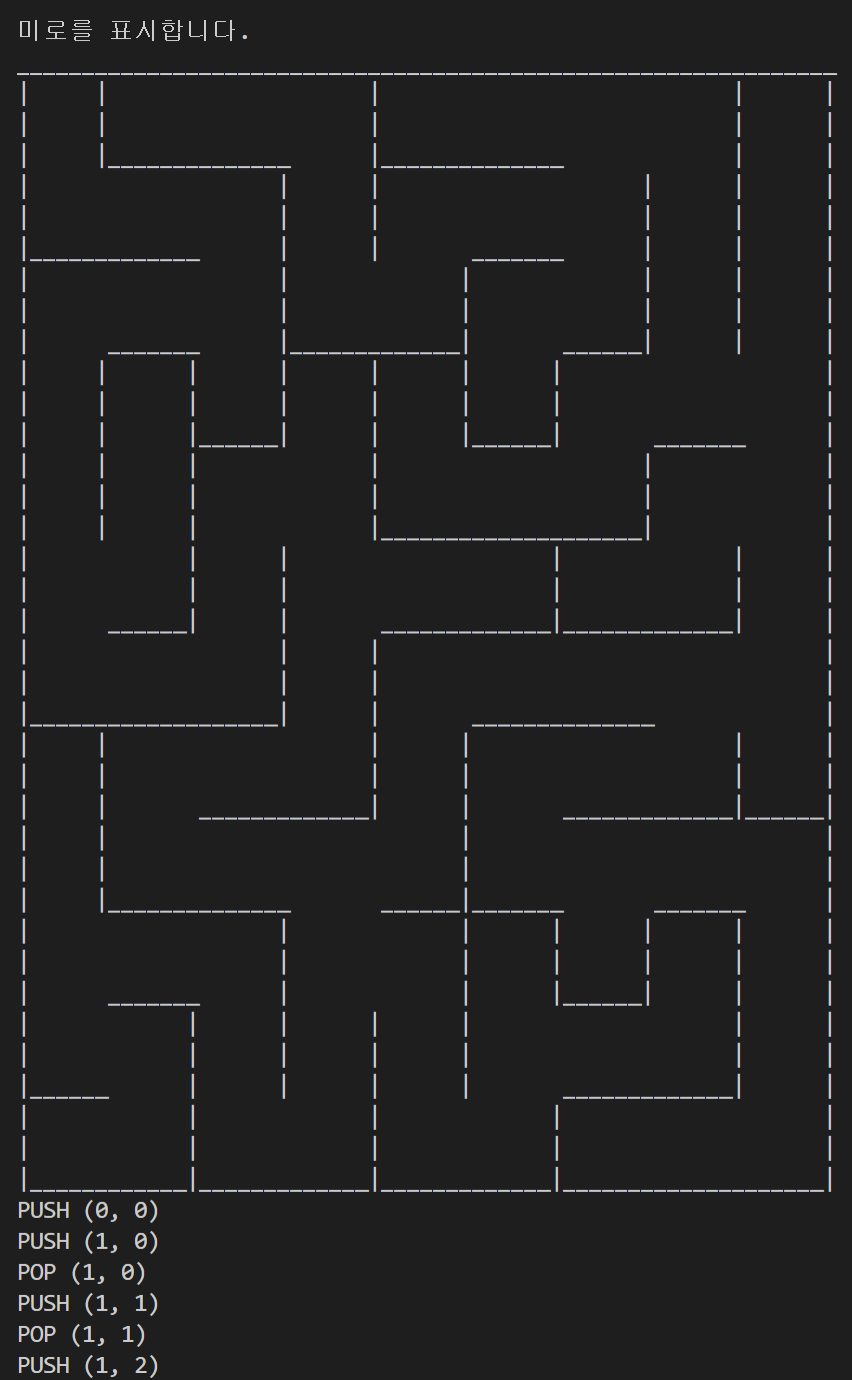 미로를 표시합니다.
PUSH (0, 0)
PUSH (1, 0)
POP (1, 0)
PUSH (1, 1)
POP (1, 1)
PUSH (1, 2)